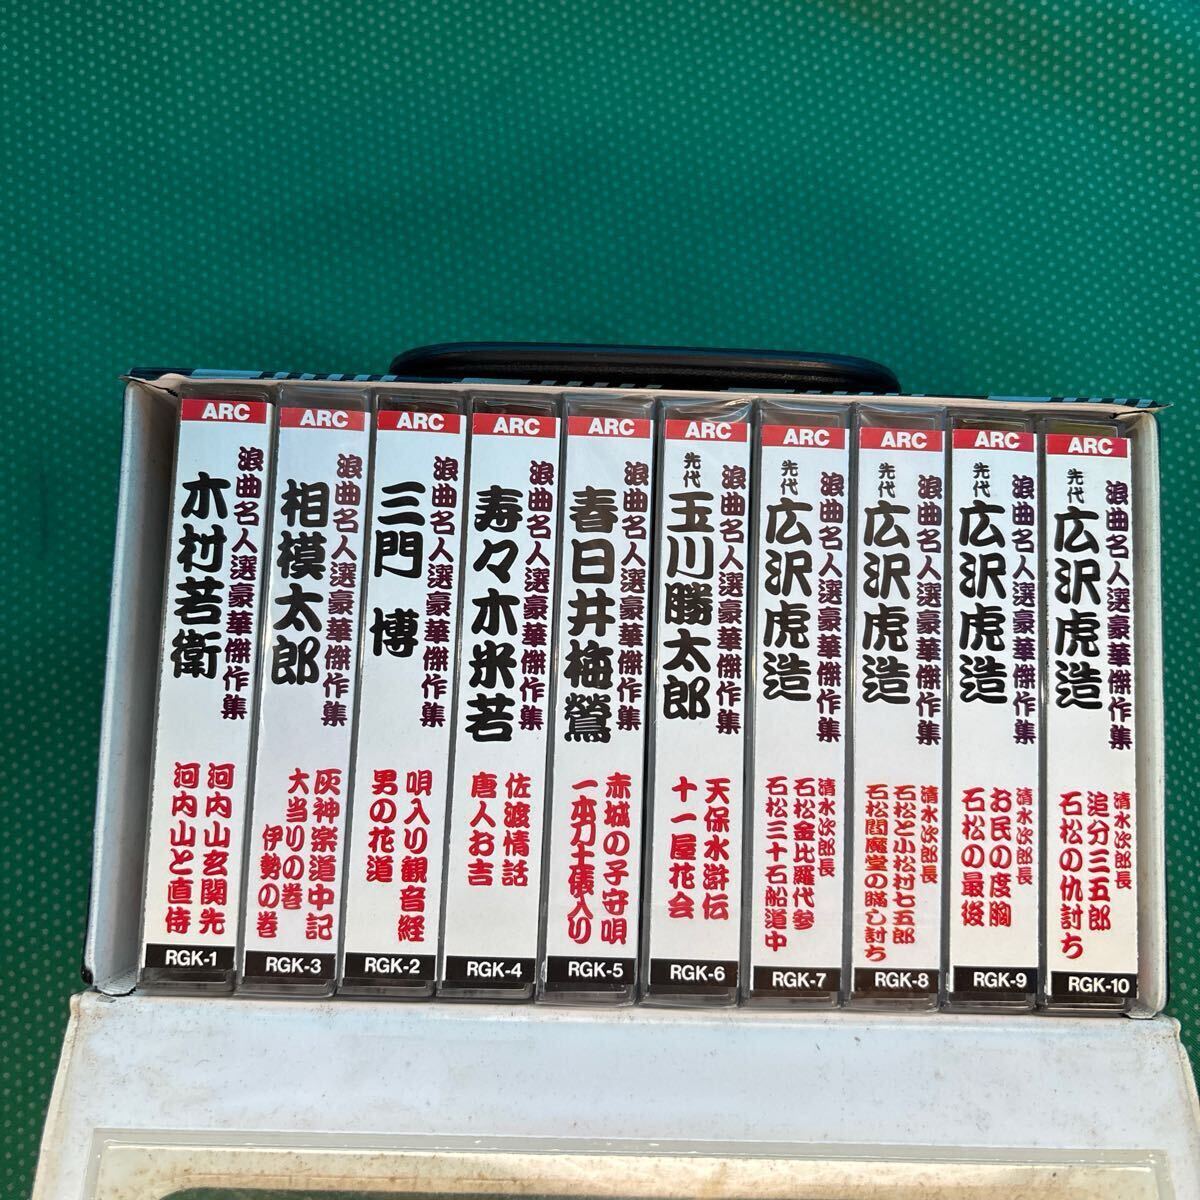 ARC
浪曲名人選豪華傑作集
木村若衛
河内山玄関先
河内山と直侍
RGK-1
ARC
浪曲名人選豪華傑作集
相模太郎
灰神楽道中記
大当りの巻
伊勢の巻
RGK-3
ARC
浪曲名人選豪華傑作集
三門 博
唄入り観音経
男の花道
RGK-2
ARC
浪曲名人選豪華傑作集
寿々木米若
佐渡情話
唐人お吉
RGK-4
ARC
浪曲名人選豪華傑作集
春日井梅鶯
赤城の子守唄
一本刀土俵入り
RGK-5
ARC
浪曲名人選豪華傑作集
先代 玉川勝太郎
天保水滸伝
十一屋花会
RGK-6
ARC
浪曲名人選豪華傑作集
先代 広沢虎造
清水次郎長
石松金比羅代参
石松三十石船道中
RGK-7
ARC
浪曲名人選豪華傑作集
先代 広沢虎造
清水次郎長
石松と小松村七五郎
石松閻魔堂の騙し討ち
RGK-8
ARC
浪曲名人選豪華傑作集
先代 広沢虎造
清水次郎長
お民の度胸
石松の最後
RGK-9
ARC
浪曲名人選豪華傑作集
先代 広沢虎造
清水次郎長
追分三五郎
石松の仇討ち
RGK-10